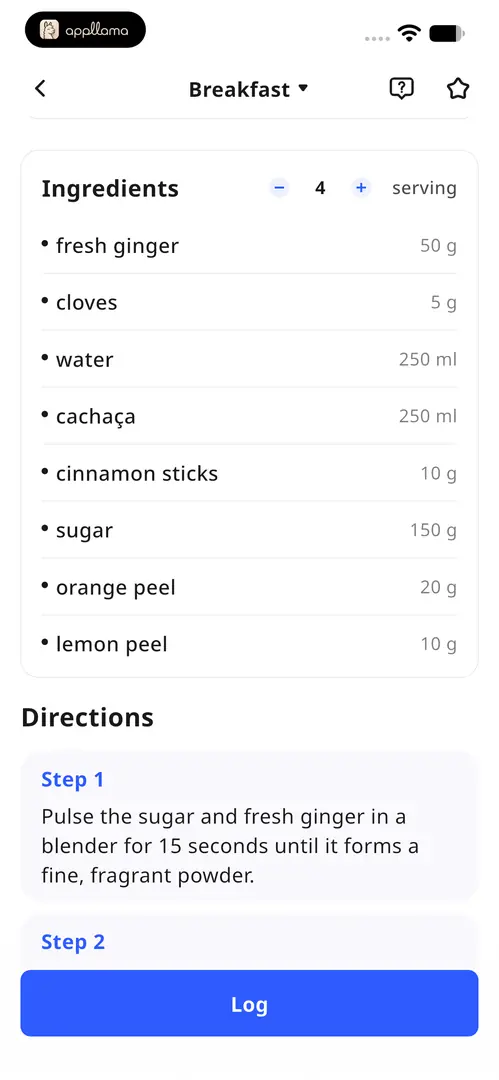 appllama
Breakfast
Ingredients − 4 + serving
• fresh ginger 50 g
• cloves 5 g
• water 250 ml
• cachaça 250 ml
• cinnamon sticks 10 g
• sugar 150 g
• orange peel 20 g
• lemon peel 10 g
Directions
Step 1
Pulse the sugar and fresh ginger in a
blender for 15 seconds until it forms a
fine, fragrant powder.
Step 2
Log